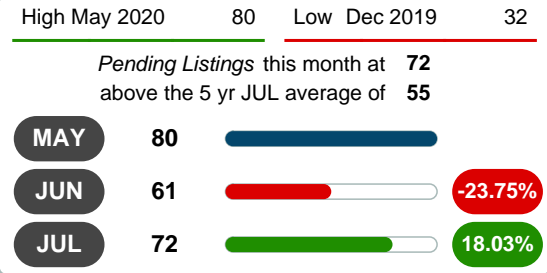 High May 2020 80 Low Dec 2019 32
Pending Listings this month at 72
above the 5 yr JUL average of 55
MAY 80
JUN 61 -23.75%
JUL 72 18.03%